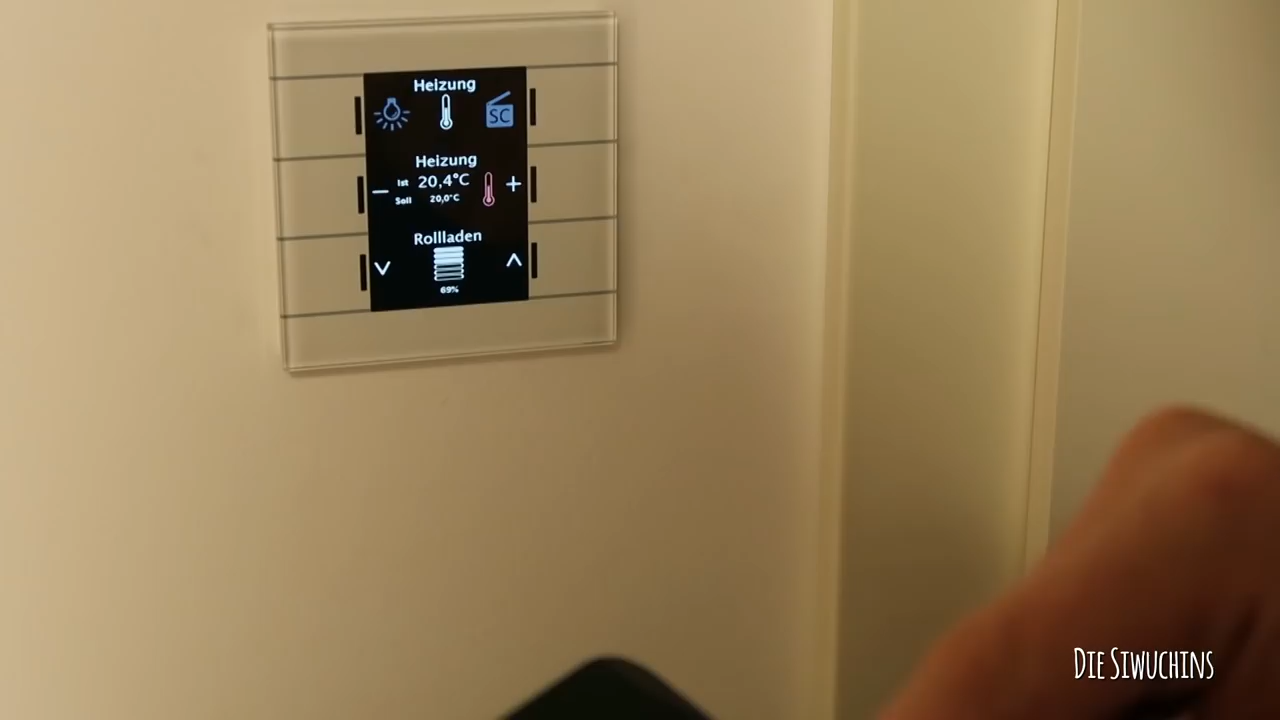 Heizung
SC
Heizung
Ist 20,4°C
− +
Soll 20,0°C
Rollladen
69%
DIE SIWUCHINS